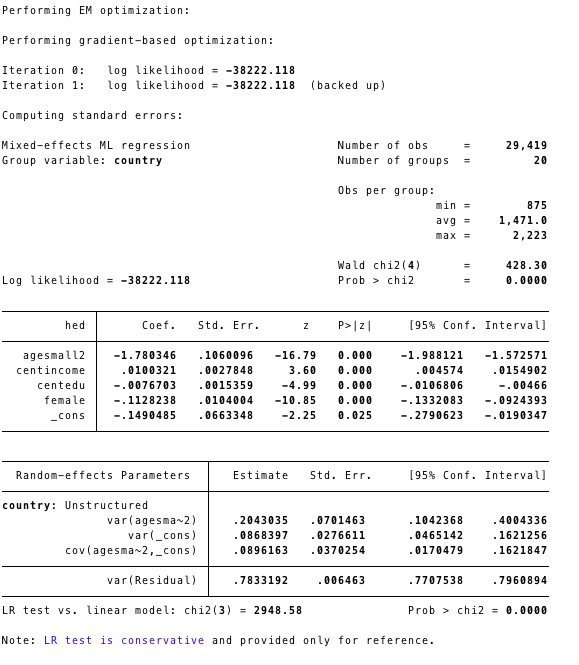 Performing EM optimization:
Performing gradient-based optimization:
Iteration 0:   log likelihood = -38222.118
Iteration 1:   log likelihood = -38222.118  (backed up)
Computing standard errors:
Mixed-effects ML regression                     Number of obs     =     29,419
Group variable: country                         Number of groups  =         20
Obs per group:
min =        875
avg =    1,471.0
max =      2,223
Wald chi2(4)      =     428.30
Log likelihood = -38222.118                     Prob > chi2       =     0.0000
hed |      Coef.   Std. Err.      z    P>|z|     [95% Conf. Interval]
agesmall2 |  -1.780346   .1060096   -16.79   0.000    -1.988121   -1.572571
centincome |   .0100321   .0027848     3.60   0.000      .004574    .0154902
centedu |  -.0076703   .0015359    -4.99   0.000    -.0106806     -.00466
female |  -.1128238   .0104004   -10.85   0.000    -.1332083   -.0924393
_cons |  -.1490485   .0663348    -2.25   0.025    -.2790623   -.0190347
Random-effects Parameters  |   Estimate   Std. Err.     [95% Conf. Interval]
country: Unstructured
var(agesma~2) |   .2043035   .0701463      .1042368    .4004336
var(_cons) |   .0868397   .0276611      .0465142    .1621256
cov(agesma~2,_cons) |   .0896163   .0370254      .0170479    .1621847
var(Residual) |   .7833192    .006463      .7707538    .7960894
LR test vs. linear model: chi2(3) = 2948.58               Prob > chi2 = 0.0000
Note: LR test is conservative and provided only for reference.